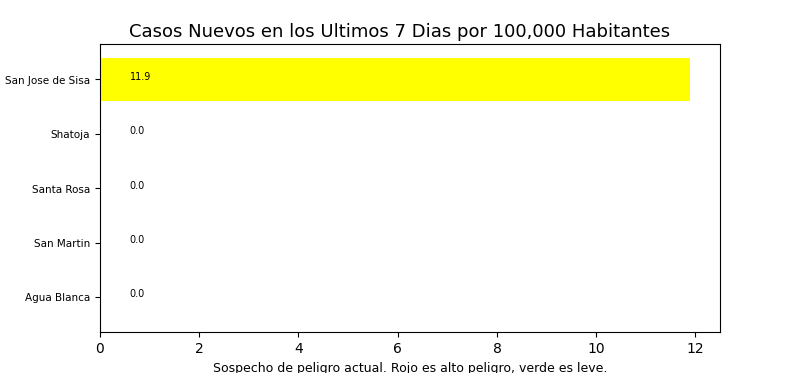 Casos Nuevos en los Ultimos 7 Dias por 100,000 Habitantes
San Jose de Sisa 11.9
Shatoja 0.0
Santa Rosa 0.0
San Martin 0.0
Agua Blanca 0.0
0 2 4 6 8 10 12
Sospecho de peligro actual. Rojo es alto peligro, verde es leve.